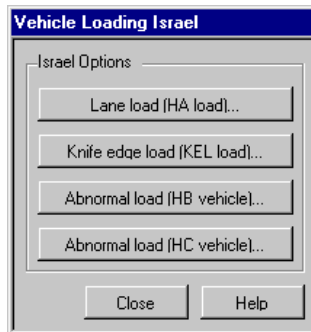 Vehicle Loading Israel
Israel Options
Lane load (HA load)...
Knife edge load (KEL load)...
Abnormal load (HB vehicle)...
Abnormal load (HC vehicle)...
Close Help